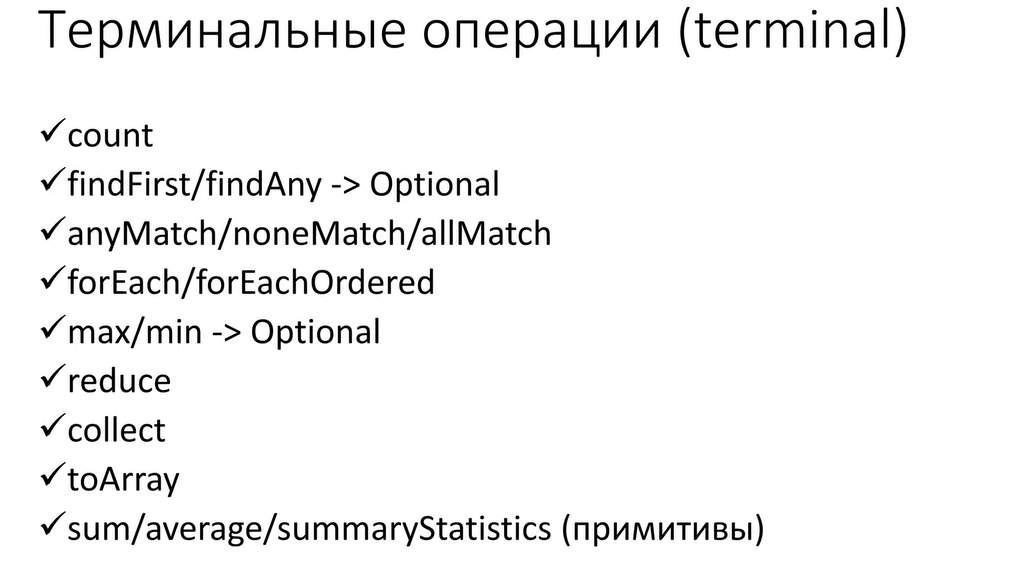 Терминальные операции (terminal)
✓count
✓findFirst/findAny -> Optional
✓anyMatch/noneMatch/allMatch
✓forEach/forEachOrdered
✓max/min -> Optional
✓reduce
✓collect
✓toArray
✓sum/average/summaryStatistics (примитивы)